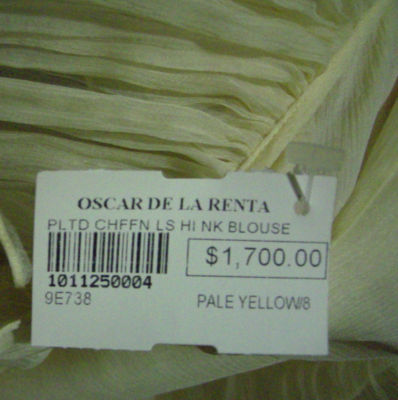 OSCAR DE LA RENTA
PLTD CHFFN LS HI NK BLOUSE
$1,700.00
1011250004
9E738
PALE YELLOW/8